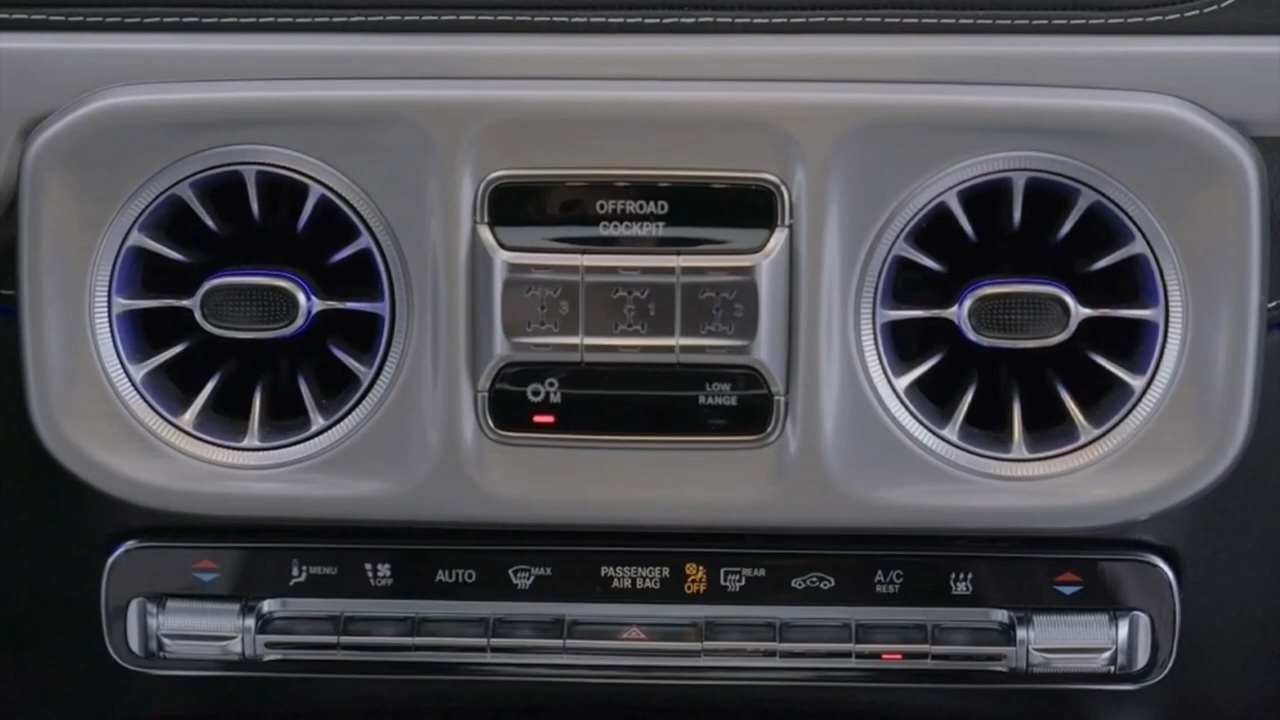 OFFROAD
COCKPIT
3 1 2
M
LOW
RANGE
MENU
OFF
AUTO
MAX
PASSENGER
AIR BAG
OFF
REAR
A/C
REST